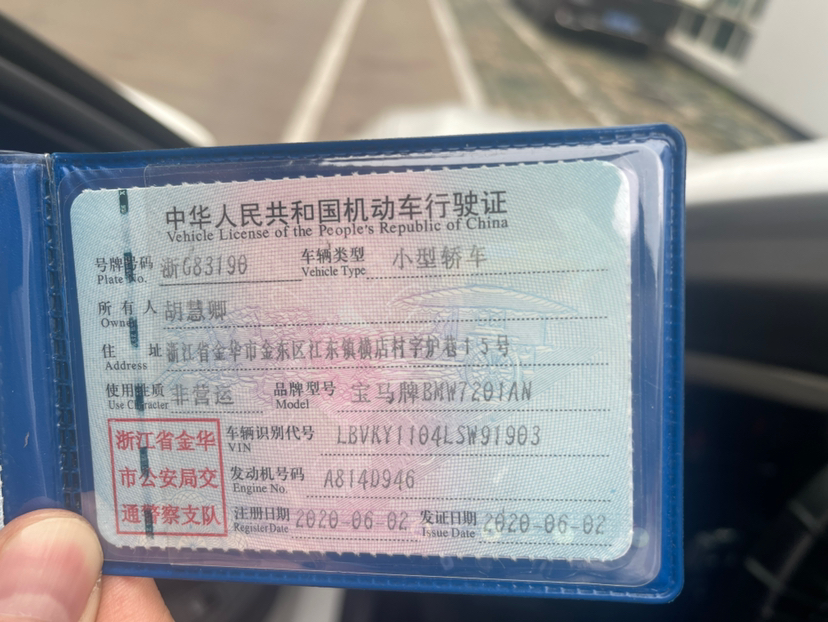 中华人民共和国机动车行驶证
Vehicle License of the People's Republic of China
号牌号码 Plate No. 浙G83190 车辆类型 Vehicle Type 小型轿车
所有人 Owner 胡慧卿
住址 Address 浙江省金华市金东区江东镇横店村字炉巷15号
使用性质 Use Character 非营运 品牌型号 Model 宝马牌BMW7201AN
浙江省金华 车辆识别代号 VIN LBVKY1104LSW91903
市公安局交 发动机号码 Engine No. A814D946
通警察支队 注册日期 Register Date 2020-06-02 发证日期 Issue Date 2020-06-02